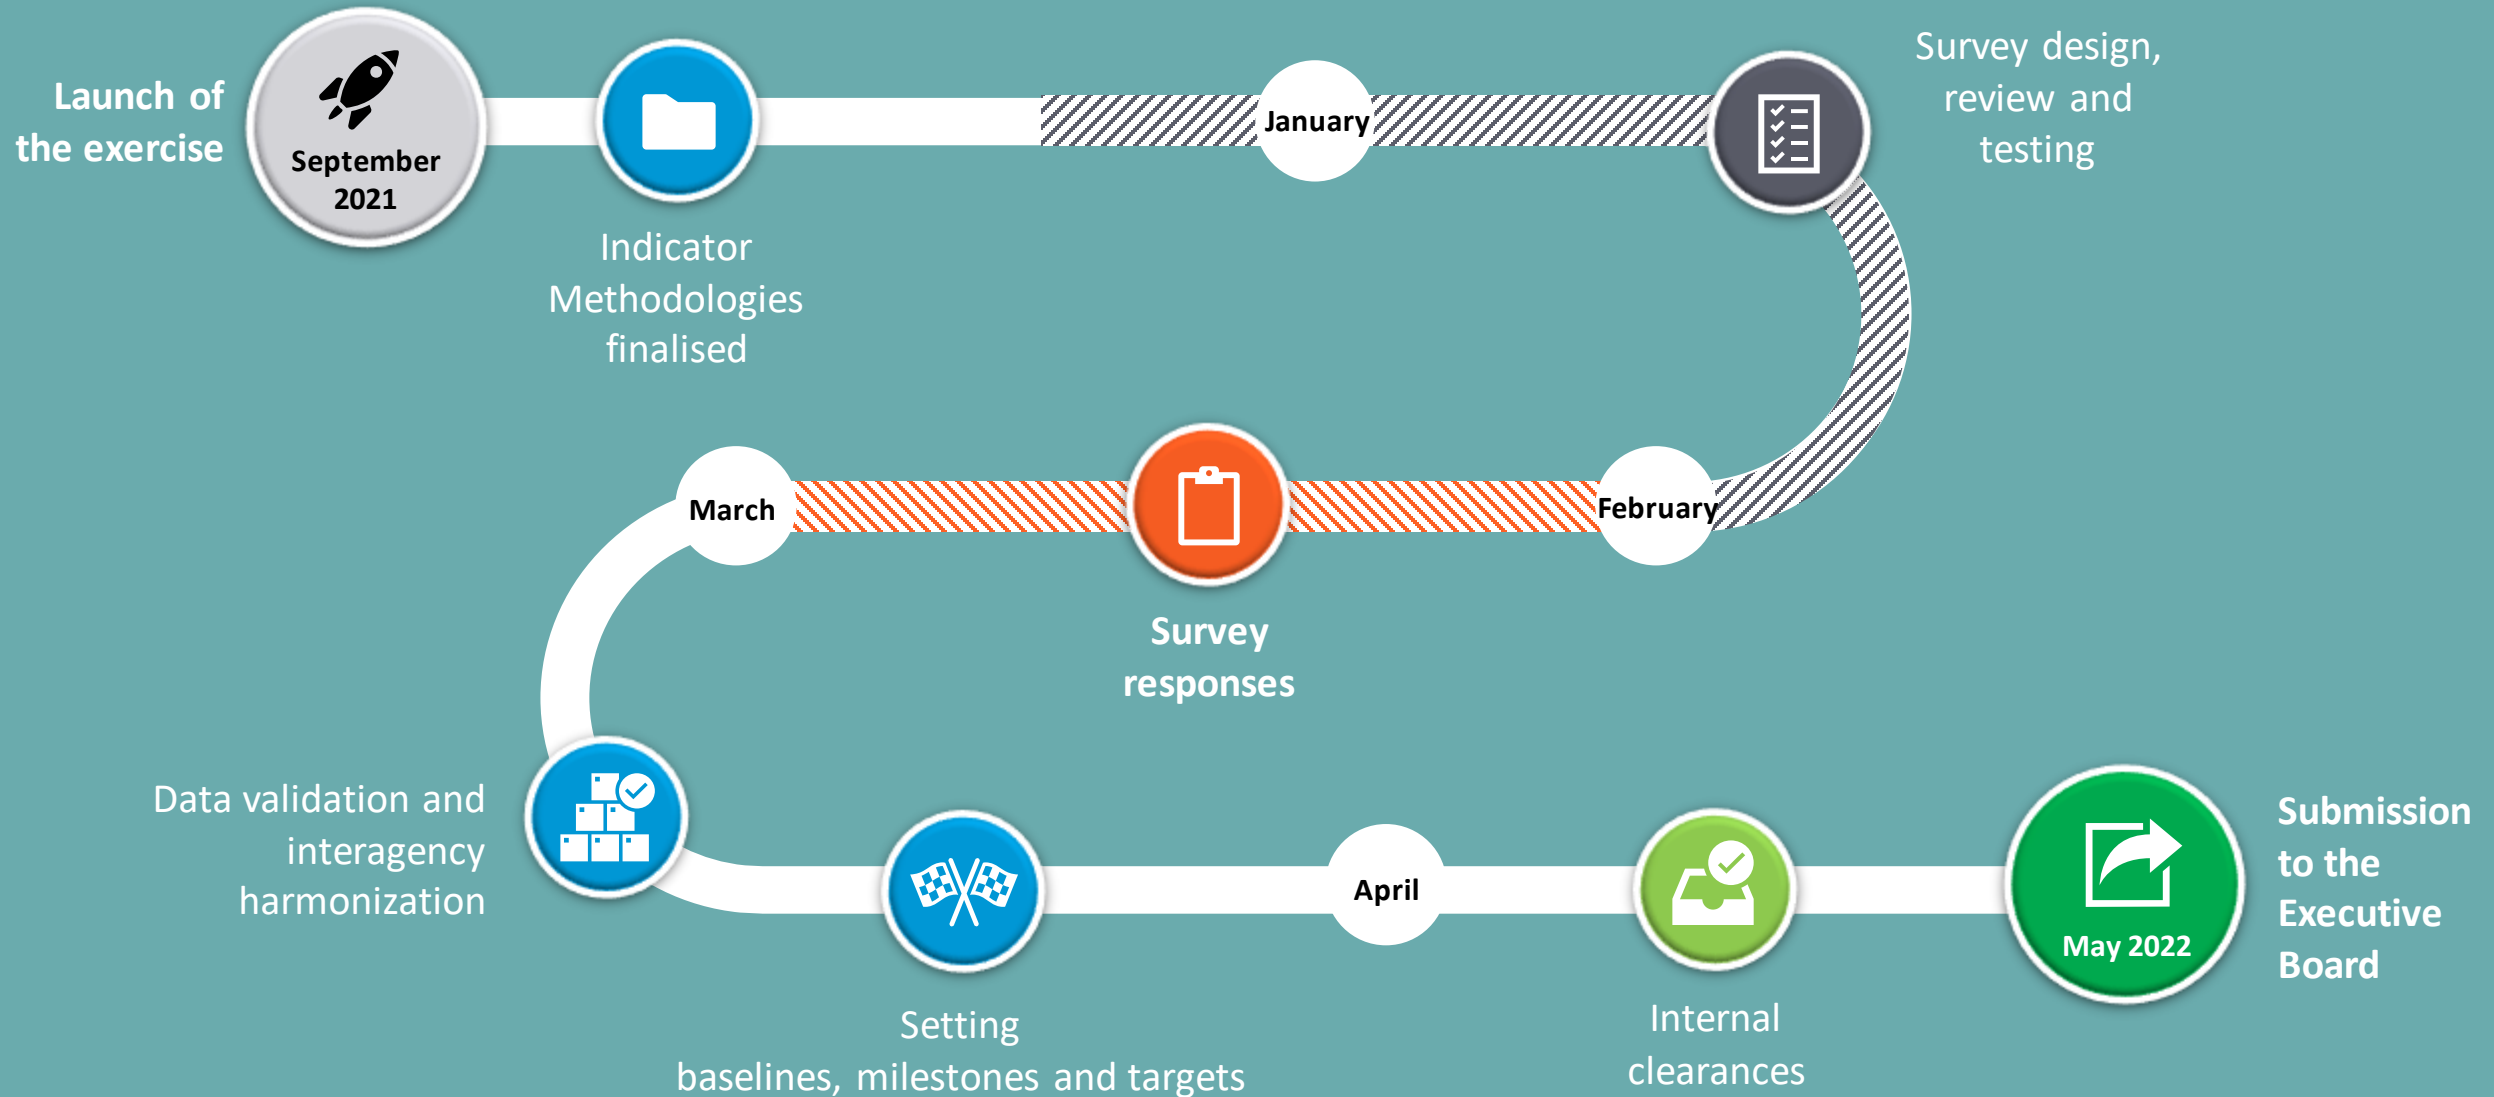 Launch of
the exercise
September
2021
Indicator
Methodologies
finalised
January
Survey design,
review and
testing
February
Survey
responses
March
Data validation and
interagency
harmonization
Setting
baselines, milestones and targets
April
Internal
clearances
May 2022
Submission
to the
Executive
Board